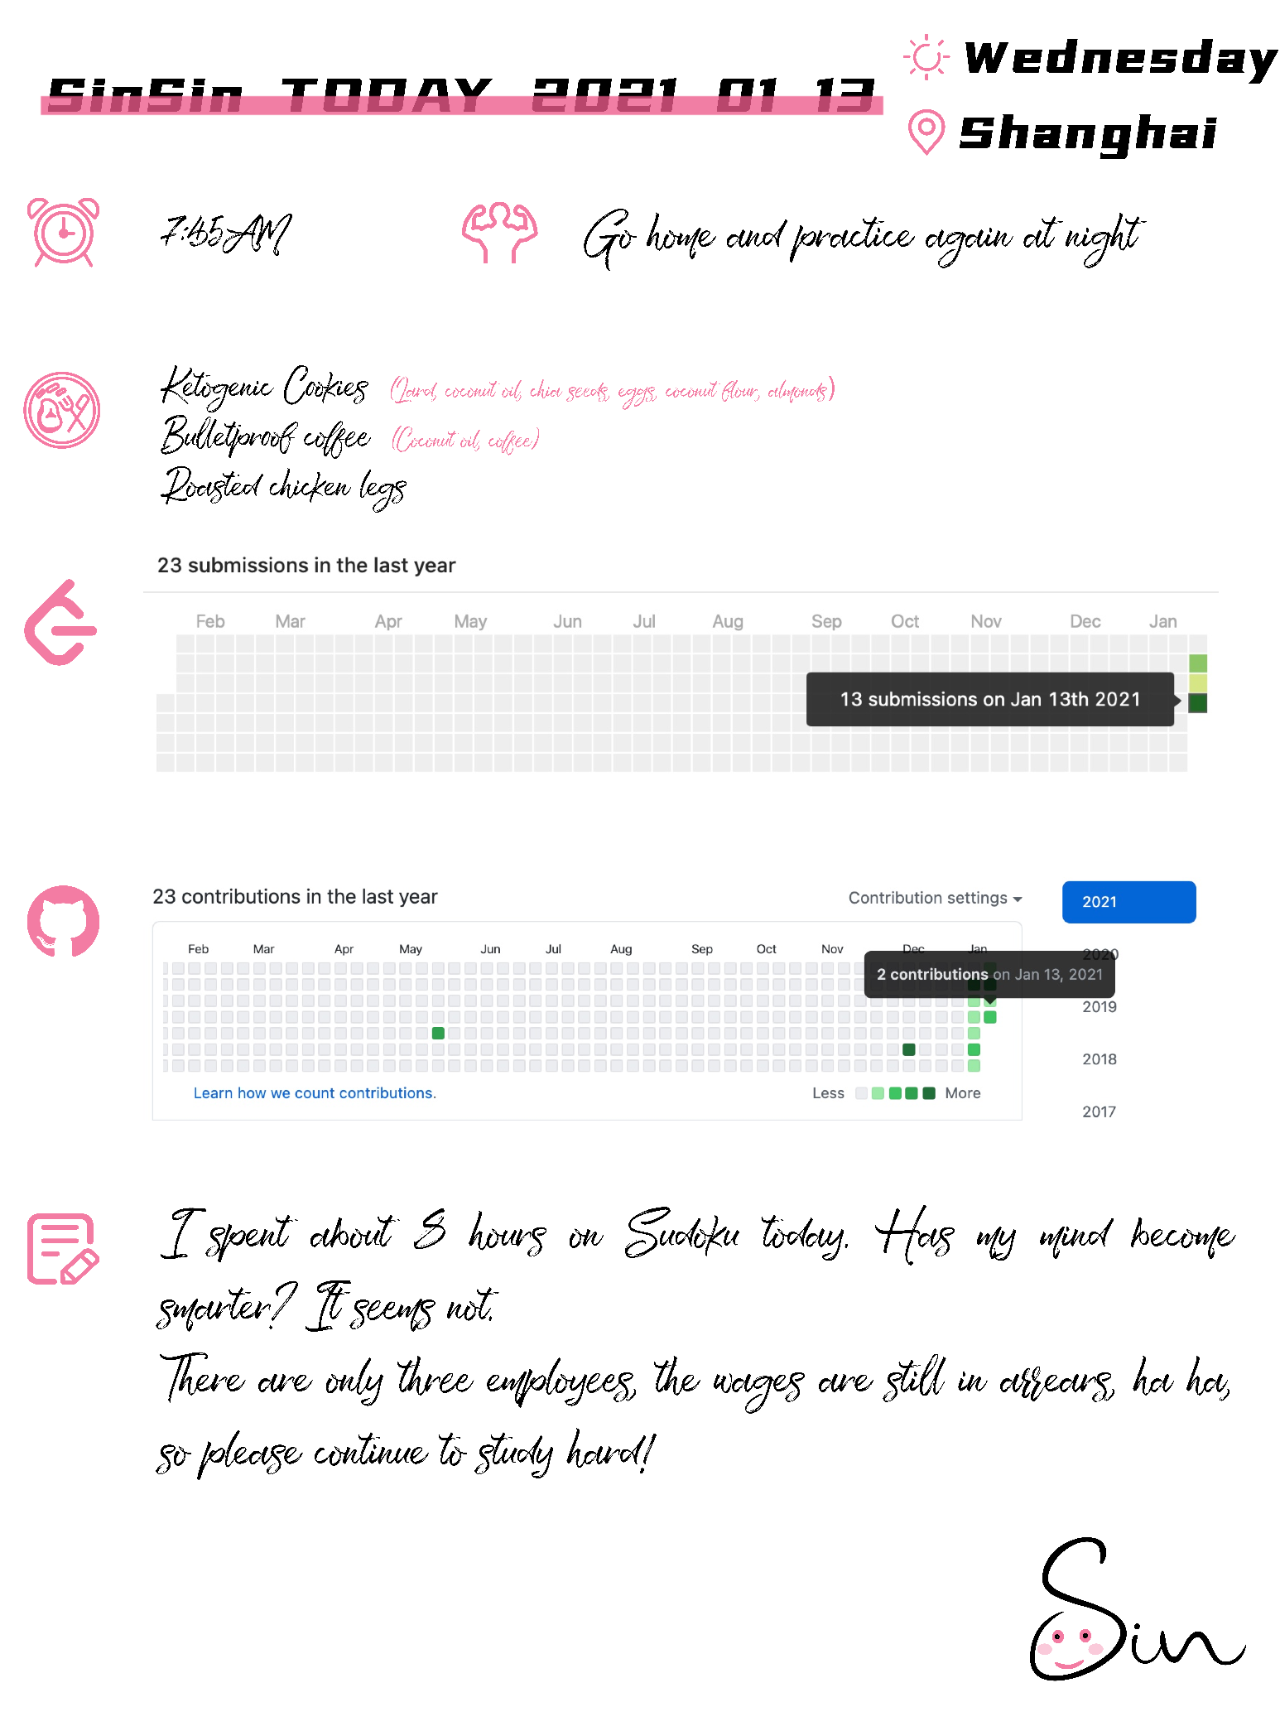 SinSin TODAY 2021 01 13
Wednesday
Shanghai
7:45AM
Go home and practice again at night
Ketogenic Cookies (Lard, coconut oil, chia seeds, eggs, coconut flour, almonds)
Bulletproof coffee (Coconut oil, coffee)
Roasted chicken legs
23 submissions in the last year
Feb Mar Apr May Jun Jul Aug Sep Oct Nov Dec Jan
13 submissions on Jan 13th 2021
23 contributions in the last year
Contribution settings
2021
Feb Mar Apr May Jun Jul Aug Sep Oct Nov Dec Jan
2020
2 contributions on Jan 13, 2021
2019
2018
Learn how we count contributions.
Less More
2017
I spent about 8 hours on Sudoku today. Has my mind become
smarter? It seems not.
There are only three employees, the wages are still in arrears, ha ha,
so please continue to study hard!
Sin